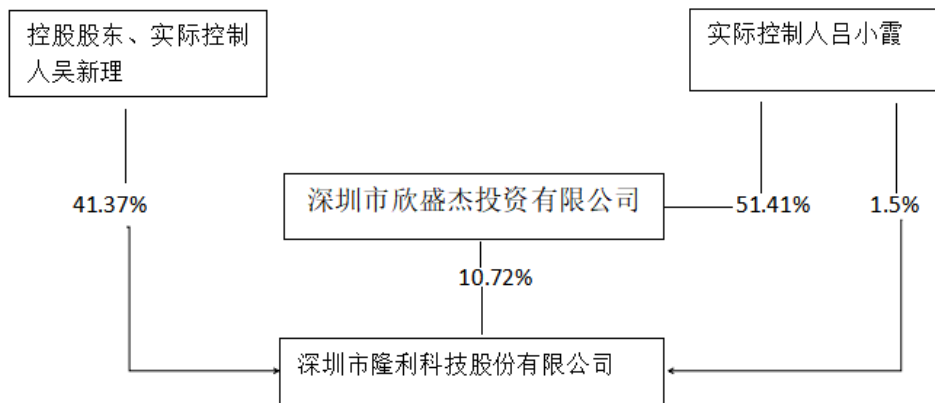 控股股东、实际控制
人吴新理
实际控制人吕小霞
深圳市欣盛杰投资有限公司
41.37%
51.41%
1.5%
10.72%
深圳市隆利科技股份有限公司